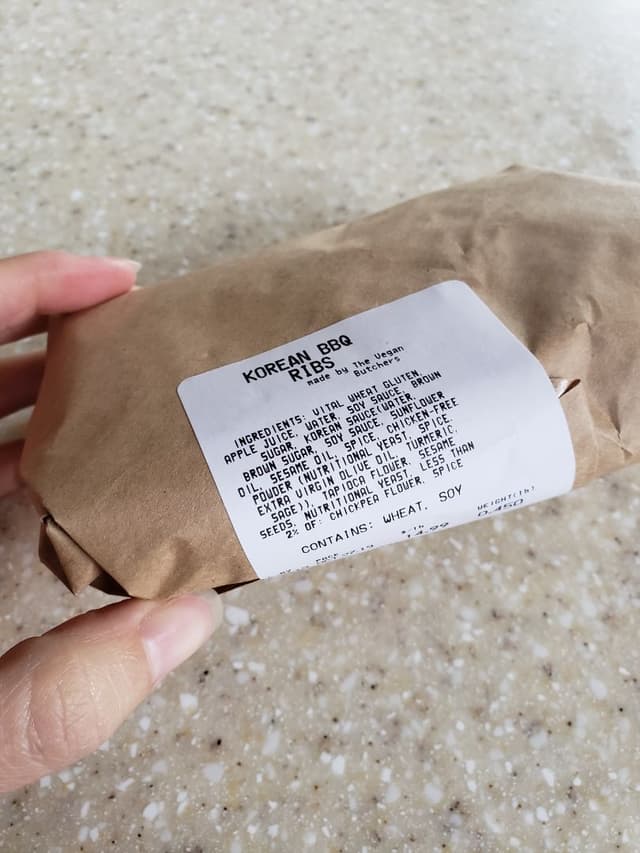 KOREAN BBQ
RIBS
made by The Vegan
Butchers
INGREDIENTS: VITAL WHEAT GLUTEN,
APPLE JUICE, WATER, SOY SAUCE, BROWN
SUGAR, KOREAN SAUCE(WATER,
BROWN SUGAR, SOY SAUCE, SUNFLOWER
OIL, SESAME OIL, SPICE, CHICKEN-FREE
POWDER (NUTRITIONAL YEAST, SPICE,
EXTRA VIRGIN OLIVE OIL, TURMERIC,
SAGE)), TAPIOCA FLOUR, SESAME
SEEDS, NUTRITIONAL YEAST, LESS THAN
2% OF: CHICKPEA FLOUR, SPICE
CONTAINS: WHEAT, SOY
WEIGHT(lb)
0.450